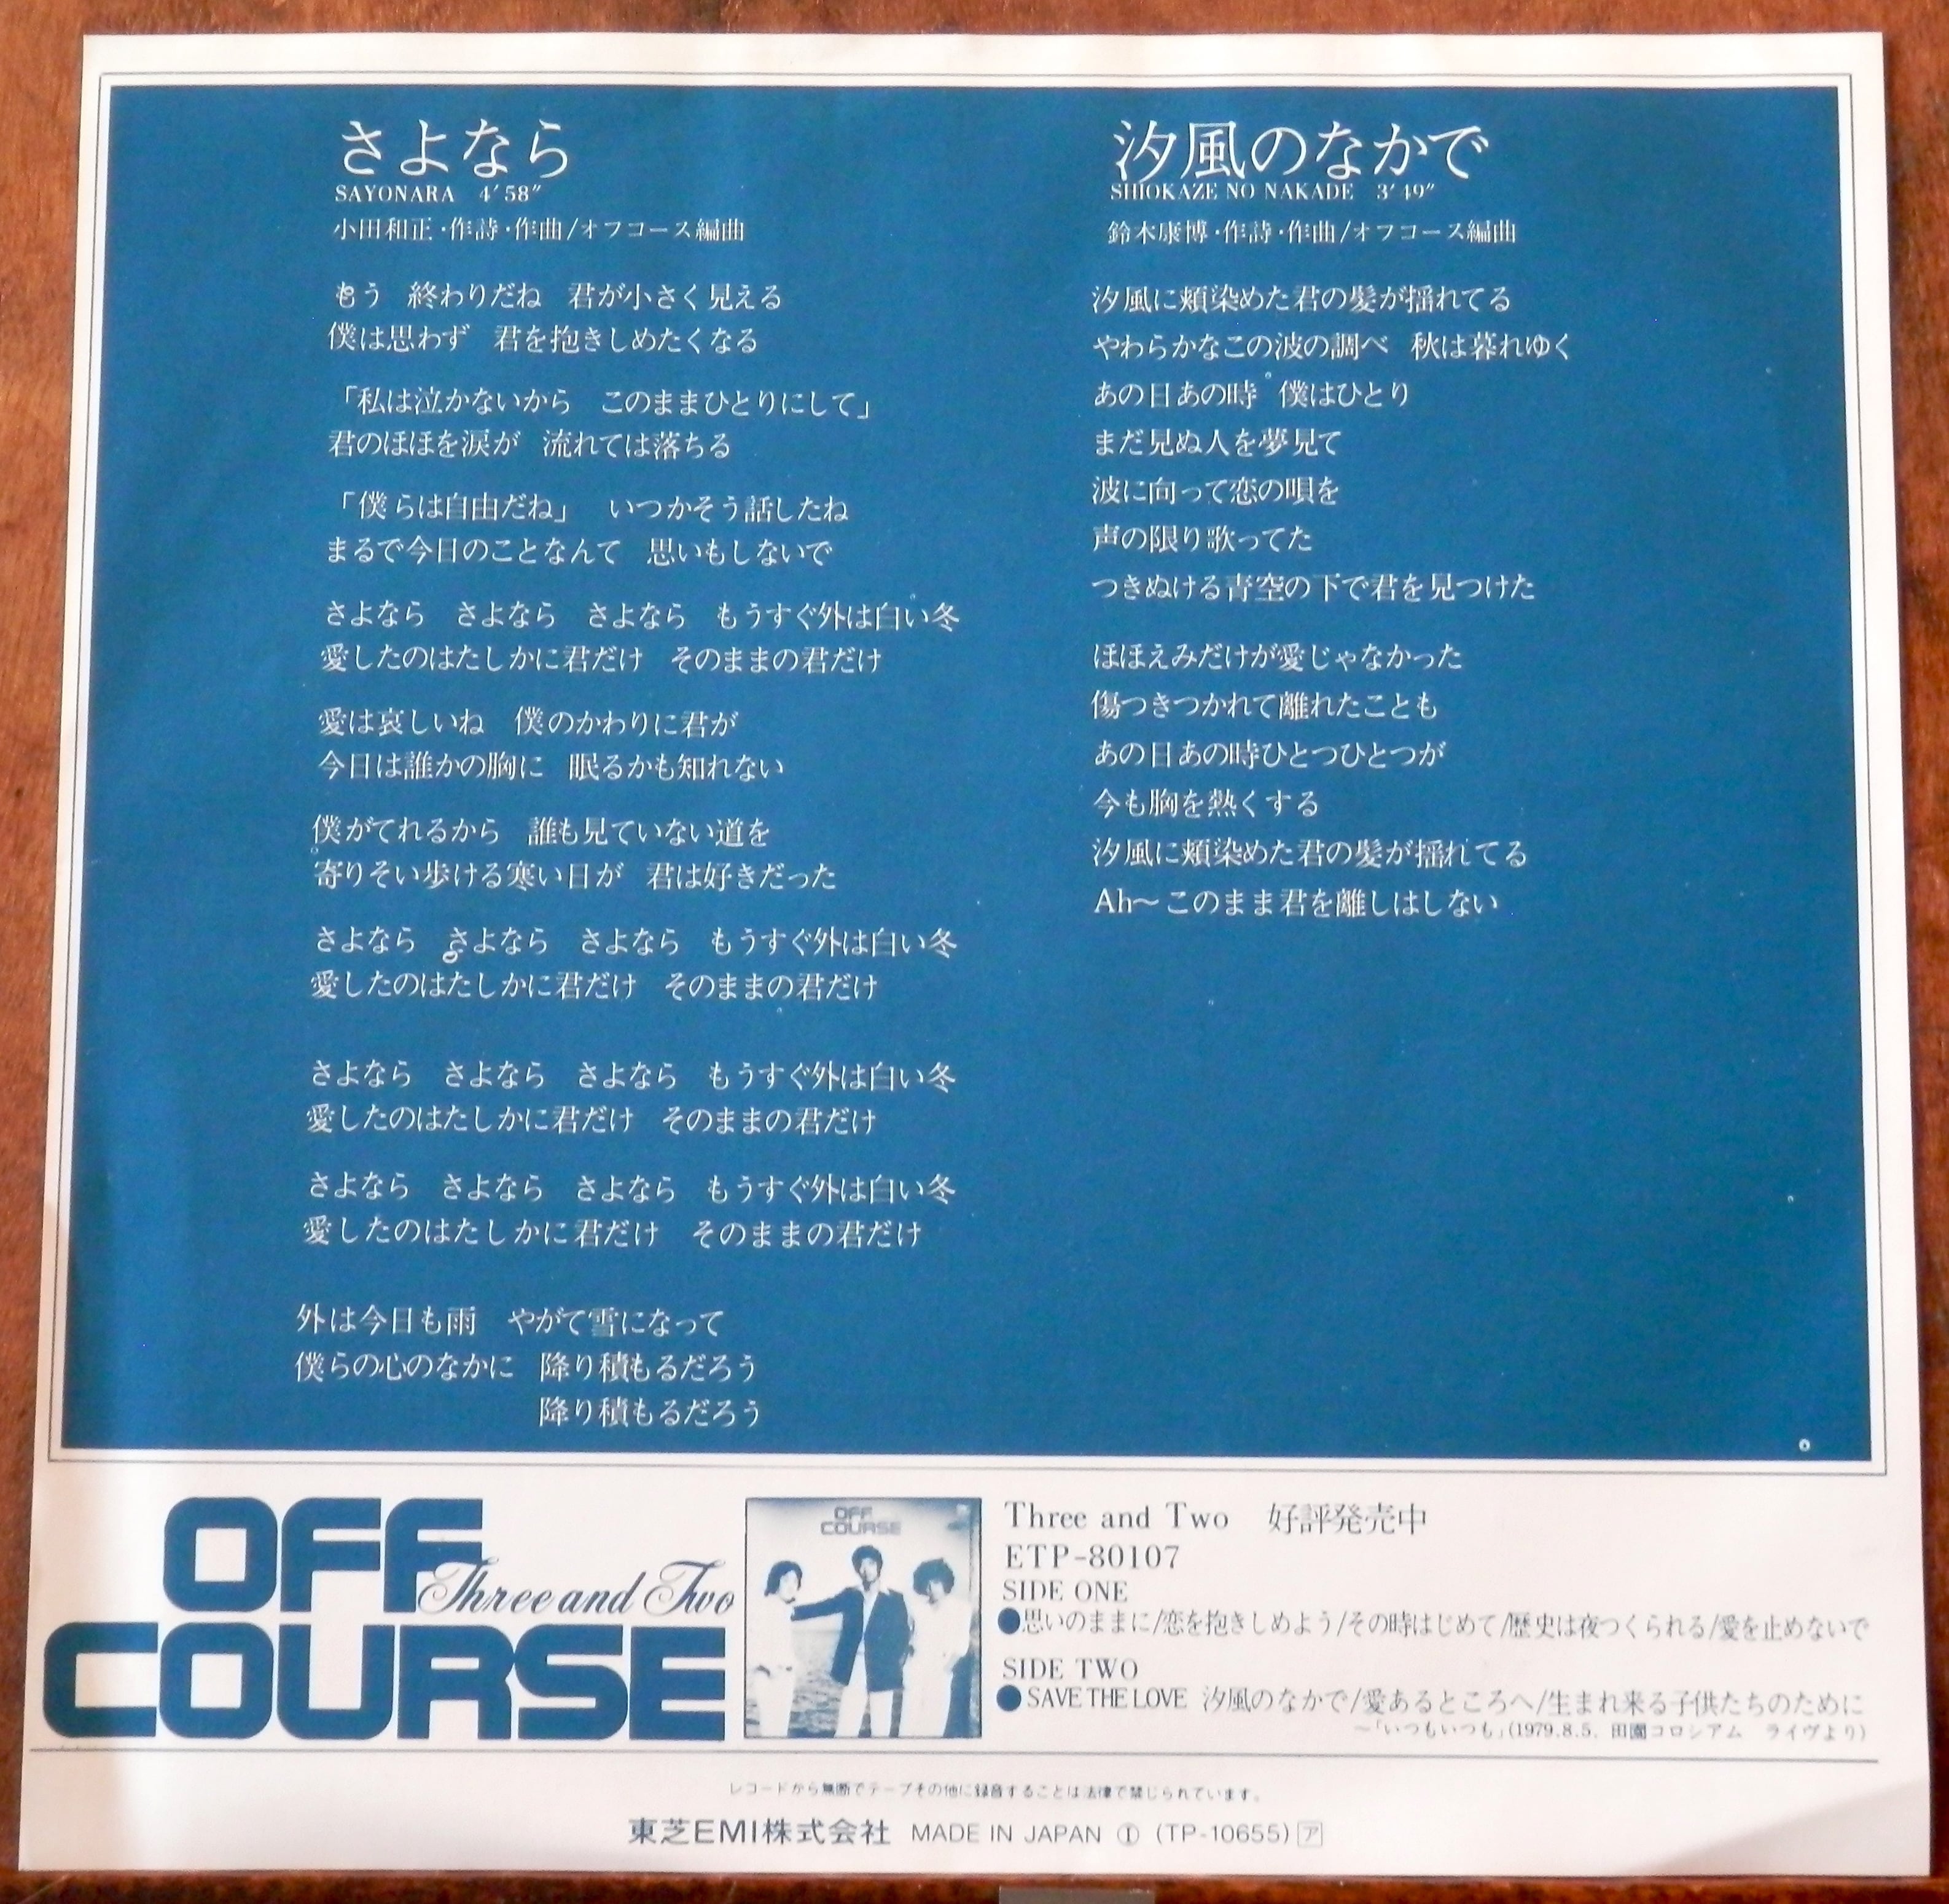 さよなら
SAYONARA 4'58"
小田和正・作詩・作曲/オフコース編曲
もう 終わりだね 君が小さく見える
僕は思わず 君を抱きしめたくなる
「私は泣かないから このままひとりにして」
君のほほを涙が 流れては落ちる
「僕らは自由だね」 いつかそう話したね
まるで今日のことなんて 思いもしないで
さよなら さよなら さよなら もうすぐ外は白い冬
愛したのはたしかに君だけ そのままの君だけ
愛は哀しいね 僕のかわりに君が
今日は誰かの胸に 眠るかも知れない
僕がてれるから 誰も見ていない道を
寄りそい歩ける寒い日が 君は好きだった
さよなら さよなら さよなら もうすぐ外は白い冬
愛したのはたしかに君だけ そのままの君だけ
さよなら さよなら さよなら もうすぐ外は白い冬
愛したのはたしかに君だけ そのままの君だけ
さよなら さよなら さよなら もうすぐ外は白い冬
愛したのはたしかに君だけ そのままの君だけ
外は今日も雨 やがて雪になって
僕らの心のなかに 降り積もるだろう
降り積もるだろう
汐風のなかで
SHIOKAZE NO NAKADE 3'49"
鈴木康博・作詩・作曲/オフコース編曲
汐風に頬染めた君の髪が揺れてる
やわらかなこの波の調べ 秋は暮れゆく
あの日あの時 僕はひとり
まだ見ぬ人を夢見て
波に向って恋の唄を
声の限り歌ってた
つきぬける青空の下で君を見つけた
ほほえみだけが愛じゃなかった
傷つきつかれて離れたことも
あの日あの時ひとつひとつが
今も胸を熱くする
汐風に頬染めた君の髪が揺れてる
Ah〜このまま君を離しはしない
OFF
COURSE
Three and Two
OFF
COURSE
Three and Two 好評発売中
ETP-80107
SIDE ONE
●思いのままに/恋を抱きしめよう/その時はじめて/歴史は夜つくられる/愛を止めないで
SIDE TWO
●SAVE THE LOVE 汐風のなかで/愛あるところへ/生まれ来る子供たちのために
〜「いつもいつも」(1979.8.5. 田園コロシアム ライヴより)
レコードから無断でテープその他に録音することは法律で禁じられています。
東芝EMI株式会社 MADE IN JAPAN Ⓘ (TP-10655) ア